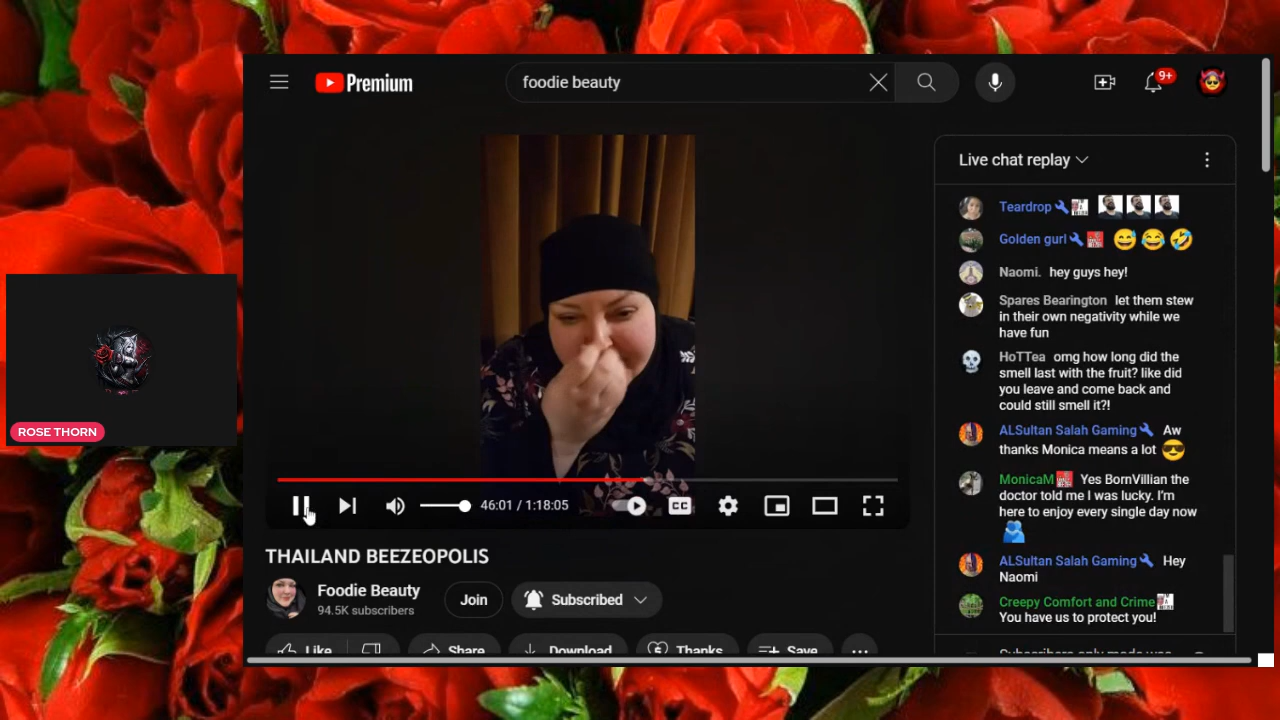 Premium
foodie beauty
9+
Live chat replay
Teardrop
Golden gurl
Naomi. hey guys hey!
Spares Bearington let them stew
in their own negativity while we
have fun
HoTTea omg how long did the
smell last with the fruit? like did
you leave and come back and
could still smell it?!
ALSultan Salah Gaming Aw
thanks Monica means a lot
MonicaM Yes BornVillian the
doctor told me I was lucky. I'm
here to enjoy every single day now
ALSultan Salah Gaming Hey
Naomi
Creepy Comfort and Crime
You have us to protect you!
Subscribers-only mode was
ROSE THORN
46:01 / 1:18:05
CC
THAILAND BEEZEOPOLIS
Foodie Beauty
94.5K subscribers
Join
Subscribed
Like
Share
Download
Thanks
Save